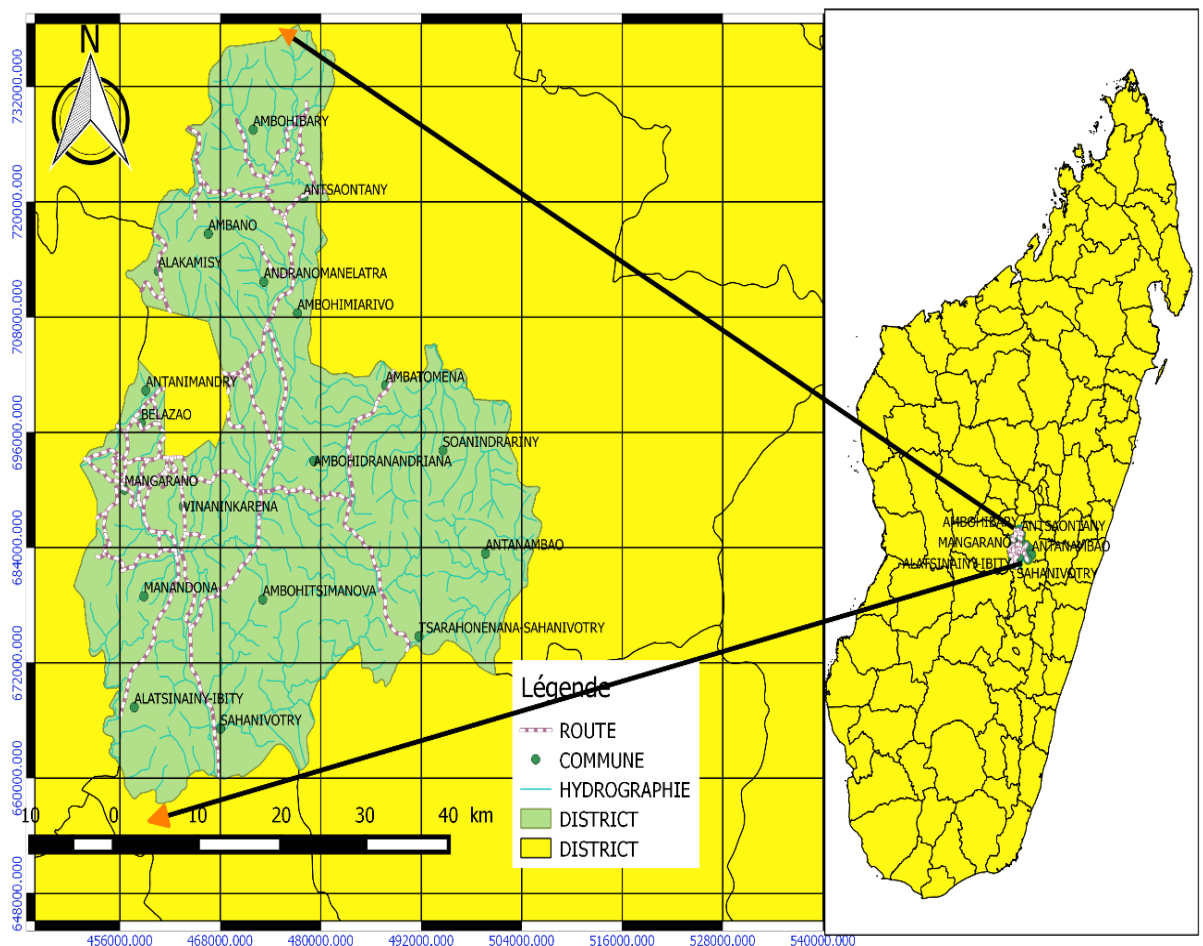 N
732000.000
720000.000
708000.000
696000.000
684000.000
672000.000
660000.000
648000.000
AMBOHIBARY
ANTSAONTANY
AMBANO
ALAKAMISY
ANDRANOMANELATRA
AMBOHIMIARIVO
ANTANIMANDRY
AMBATOMENA
BELAZAO
SOANINDRARINY
AMBOHIDRANANDRIANA
MANGARANO
VINANINKARENA
ANTANAMBAO
MANANDONA
AMBOHITSIMANOVA
TSARAHONENANA-SAHANIVOTRY
ALATSINAINY-IBITY
SAHANIVOTRY
Légende
ROUTE
COMMUNE
HYDROGRAPHIE
DISTRICT
DISTRICT
10 0 10 20 30 40 km
456000.000 468000.000 480000.000 492000.000 504000.000 516000.000 528000.000 540000.000
AMBOHIBARY
ANTSAONTANY
MANGARANO
ANTANAMBAO
ALATSINAINY-IBITY
SAHANIVOTRY